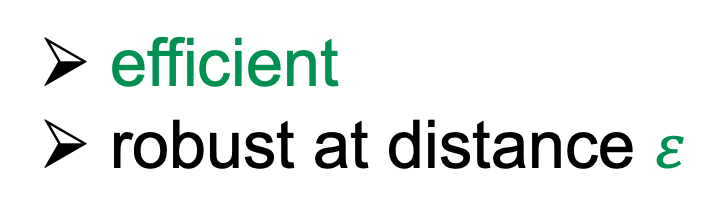 ➢ efficient
➢ robust at distance ε